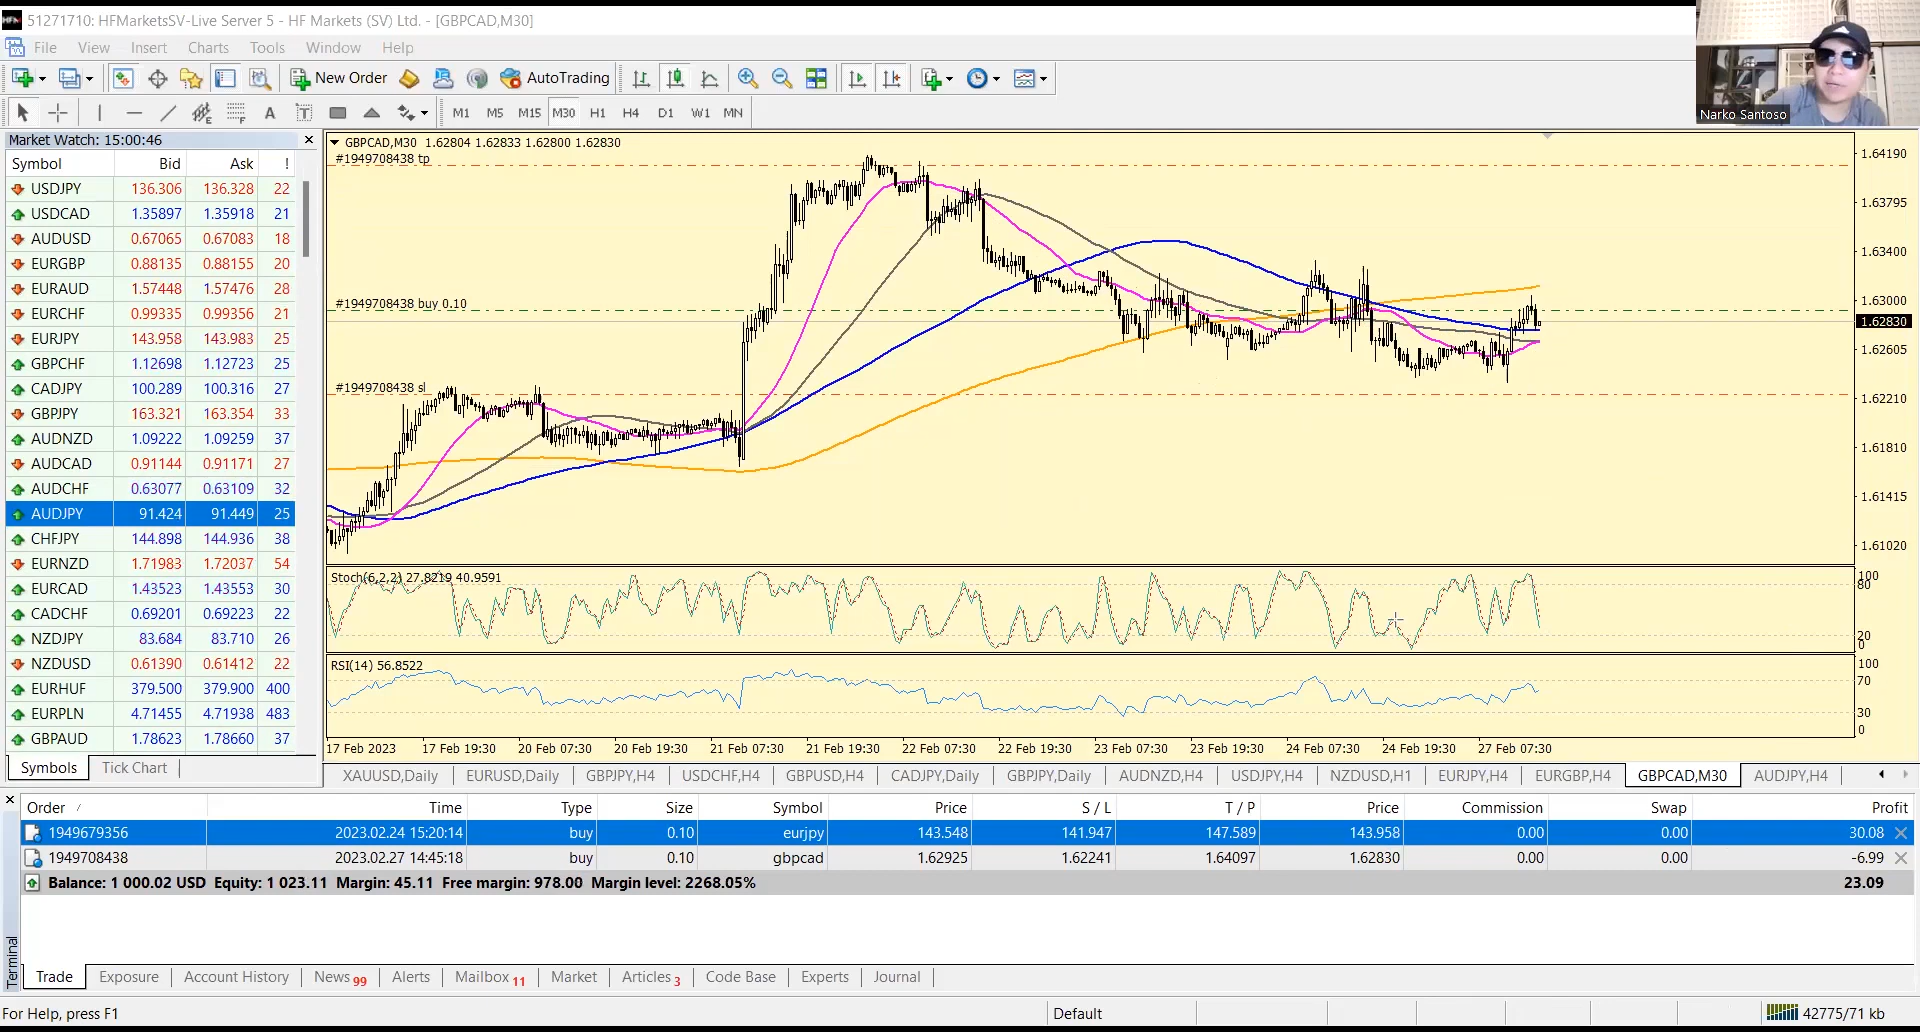 51271710: HFMarketsSV-Live Server 5 - HF Markets (SV) Ltd. - [GBPCAD,M30]
File View Insert Charts Tools Window Help
New Order AutoTrading
M1 M5 M15 M30 H1 H4 D1 W1 MN
Narko Santoso
Market Watch: 15:00:46
Symbol Bid Ask !
USDJPY 136.306 136.328 22
USDCAD 1.35897 1.35918 21
AUDUSD 0.67065 0.67083 18
EURGBP 0.88135 0.88155 20
EURAUD 1.57448 1.57476 28
EURCHF 0.99335 0.99356 21
EURJPY 143.958 143.983 25
GBPCHF 1.12698 1.12723 25
CADJPY 100.289 100.316 27
GBPJPY 163.321 163.354 33
AUDNZD 1.09222 1.09259 37
AUDCAD 0.91144 0.91171 27
AUDCHF 0.63077 0.63109 32
AUDJPY 91.424 91.449 25
CHFJPY 144.898 144.936 38
EURNZD 1.71983 1.72037 54
EURCAD 1.43523 1.43553 30
CADCHF 0.69201 0.69223 22
NZDJPY 83.684 83.710 26
NZDUSD 0.61390 0.61412 22
EURHUF 379.500 379.900 400
EURPLN 4.71455 4.71938 483
GBPAUD 1.78623 1.78660 37
Symbols Tick Chart
GBPCAD,M30 1.62804 1.62833 1.62800 1.62830
#1949708438 tp
#1949708438 buy 0.10
#1949708438 sl
1.64190
1.63795
1.63400
1.63000
1.62830
1.62605
1.62210
1.61810
1.61415
1.61020
Stoch(6,2,2) 27.8219 40.9591
100
80
20
0
RSI(14) 56.8522
100
70
30
0
17 Feb 2023 17 Feb 19:30 20 Feb 07:30 20 Feb 19:30 21 Feb 07:30 21 Feb 19:30 22 Feb 07:30 22 Feb 19:30 23 Feb 07:30 23 Feb 19:30 24 Feb 07:30 24 Feb 19:30 27 Feb 07:30
XAUUSD,Daily EURUSD,Daily GBPJPY,H4 USDCHF,H4 GBPUSD,H4 CADJPY,Daily GBPJPY,Daily AUDNZD,H4 USDJPY,H4 NZDUSD,H1 EURJPY,H4 EURGBP,H4 GBPCAD,M30 AUDJPY,H4
Order / Time Type Size Symbol Price S / L T / P Price Commission Swap Profit
1949679356 2023.02.24 15:20:14 buy 0.10 eurjpy 143.548 141.947 147.589 143.958 0.00 0.00 30.08
1949708438 2023.02.27 14:45:18 buy 0.10 gbpcad 1.62925 1.62241 1.64097 1.62830 0.00 0.00 -6.99
Balance: 1 000.02 USD Equity: 1 023.11 Margin: 45.11 Free margin: 978.00 Margin level: 2268.05% 23.09
Terminal
Trade Exposure Account History News 99 Alerts Mailbox 11 Market Articles 3 Code Base Experts Journal
For Help, press F1 Default 42775/71 kb